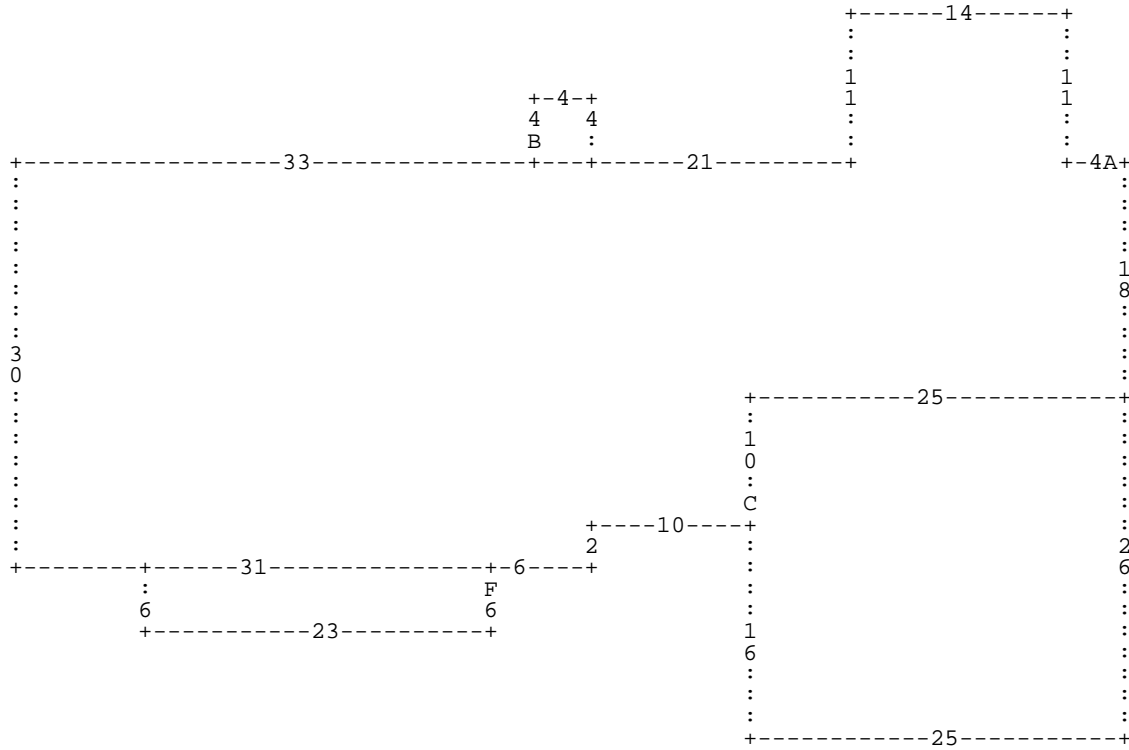 +------14------+
: :
: :
1 1
+-4-+ 1 1
4 4 : :
B : : :
+------------------33---------------+---+------21---------+ +-4A+
: :
: :
: :
: :
: 1
: 8
: :
: :
3 :
0 :
: +-----------25------------+
: : :
: 1 :
: 0 :
: : :
: C :
: +----10----+ :
: 2 : 2
+--------+------31---------------+-6----+ : 6
: F : :
6 6 : :
+-----------23----------+ 1 :
6 :
: :
: :
: :
+------------25-----------+